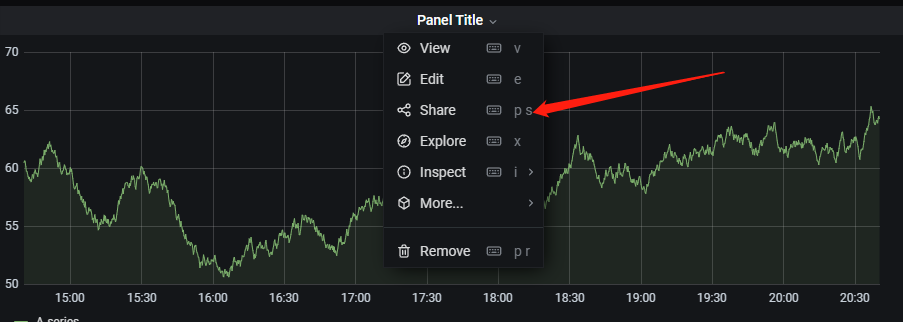 Panel Title
70
65
60
55
50
View v
Edit e
Share p s
Explore x
Inspect i
More...
Remove p r
15:00 15:30 16:00 16:30 17:00 17:30 18:00 18:30 19:00 19:30 20:00 20:30
A-series